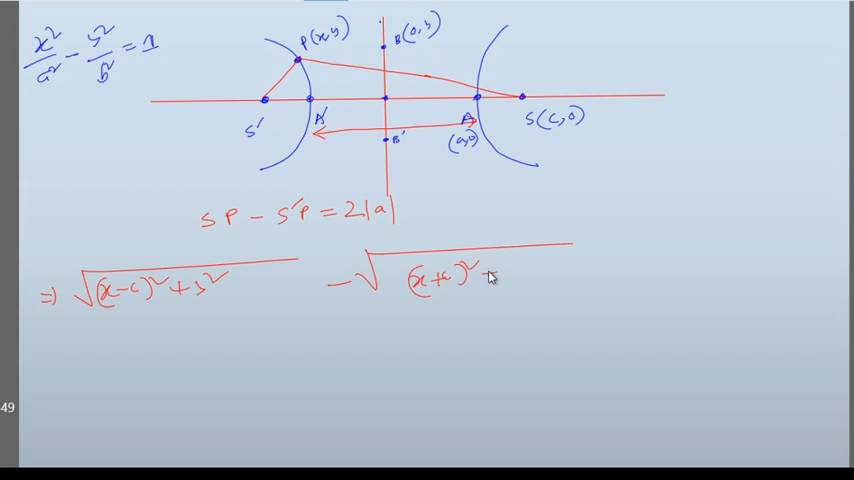 x²/a² - y²/b² = 1
P(x, y)
B(0, b)
S′
A′
B′
A
(a, 0)
S(c, 0)
SP - S′P = 2|a|
⇒ √((x-c)² + y²) - √((x+c)² -
49